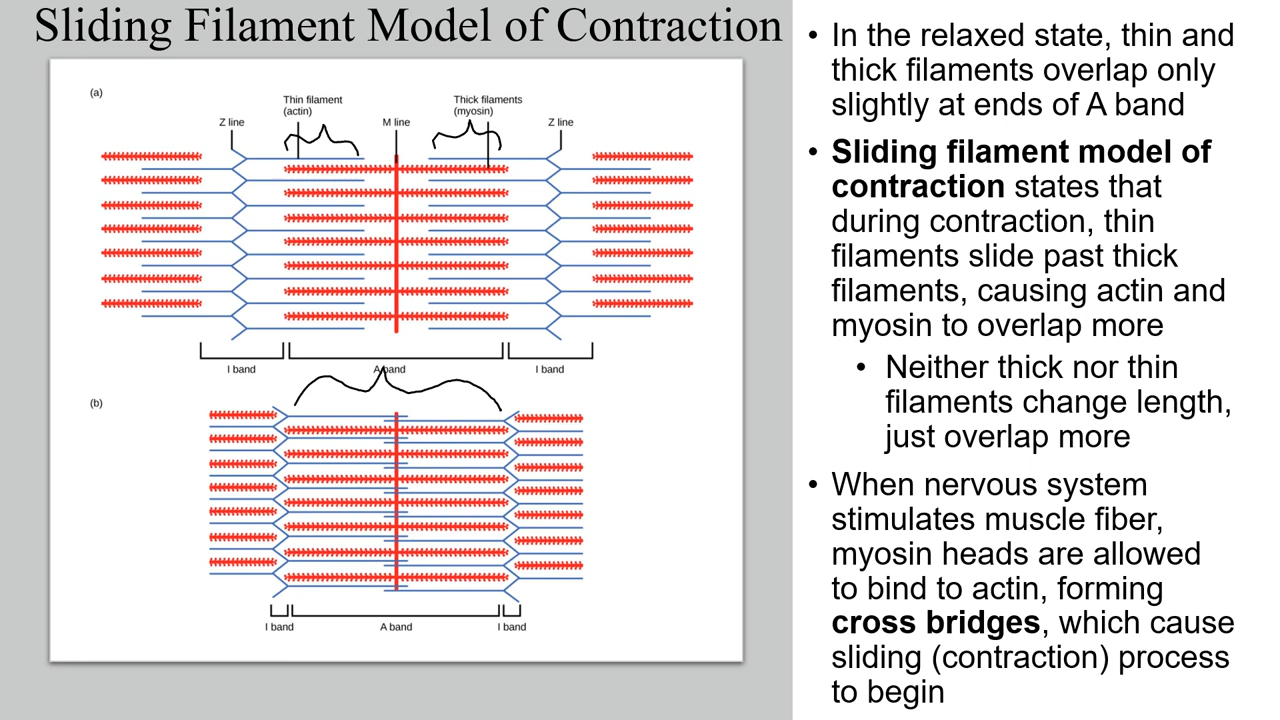 Sliding Filament Model of Contraction
(a)
Thin filament
(actin)
Thick filaments
(myosin)
Z line
M line
Z line
I band
A band
I band
(b)
I band
A band
I band
• In the relaxed state, thin and
thick filaments overlap only
slightly at ends of A band
• Sliding filament model of
contraction states that
during contraction, thin
filaments slide past thick
filaments, causing actin and
myosin to overlap more
• Neither thick nor thin
filaments change length,
just overlap more
• When nervous system
stimulates muscle fiber,
myosin heads are allowed
to bind to actin, forming
cross bridges, which cause
sliding (contraction) process
to begin